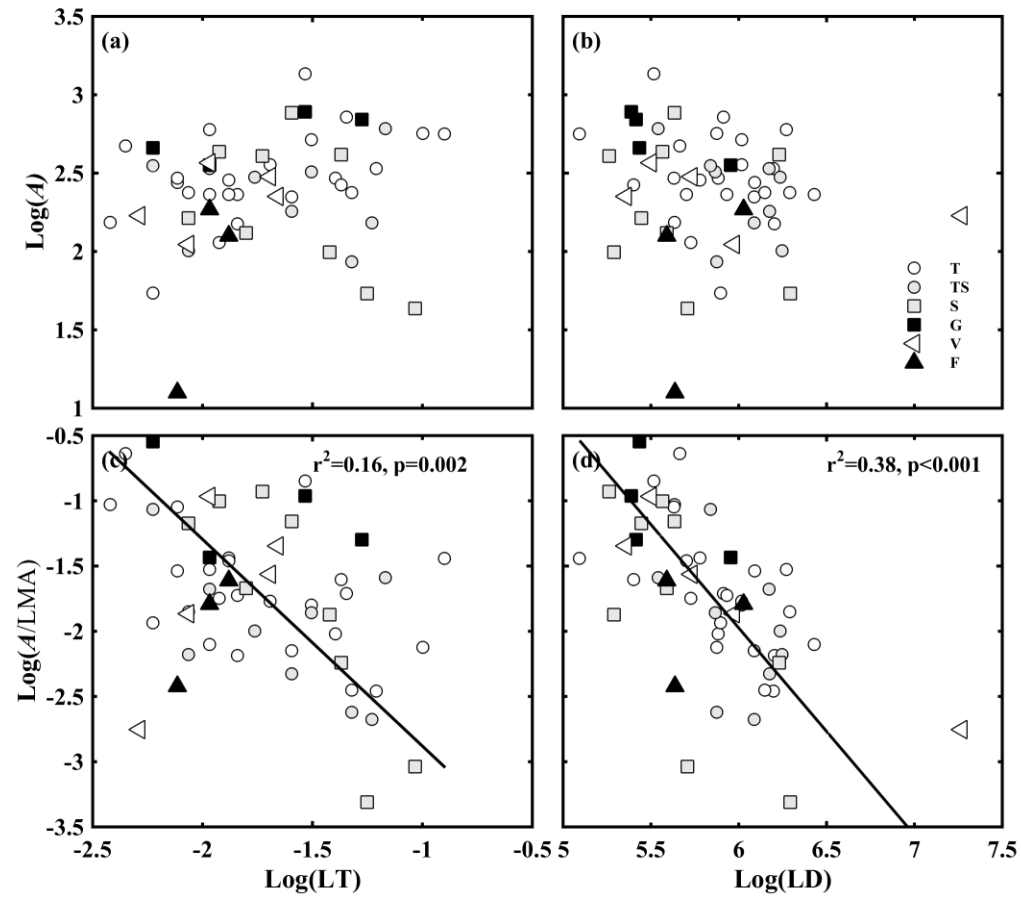 3.5
(a)
(b)
3
2.5
Log(A)
2
T
TS
S
1.5
G
V
F
1
-0.5
(c)
r²=0.16, p=0.002
(d)
r²=0.38, p<0.001
-1
-1.5
Log(A/LMA)
-2
-2.5
-3
-3.5
-2.5 -2 -1.5 -1 -0.5 5 5.5 6 6.5 7 7.5
Log(LT) Log(LD)